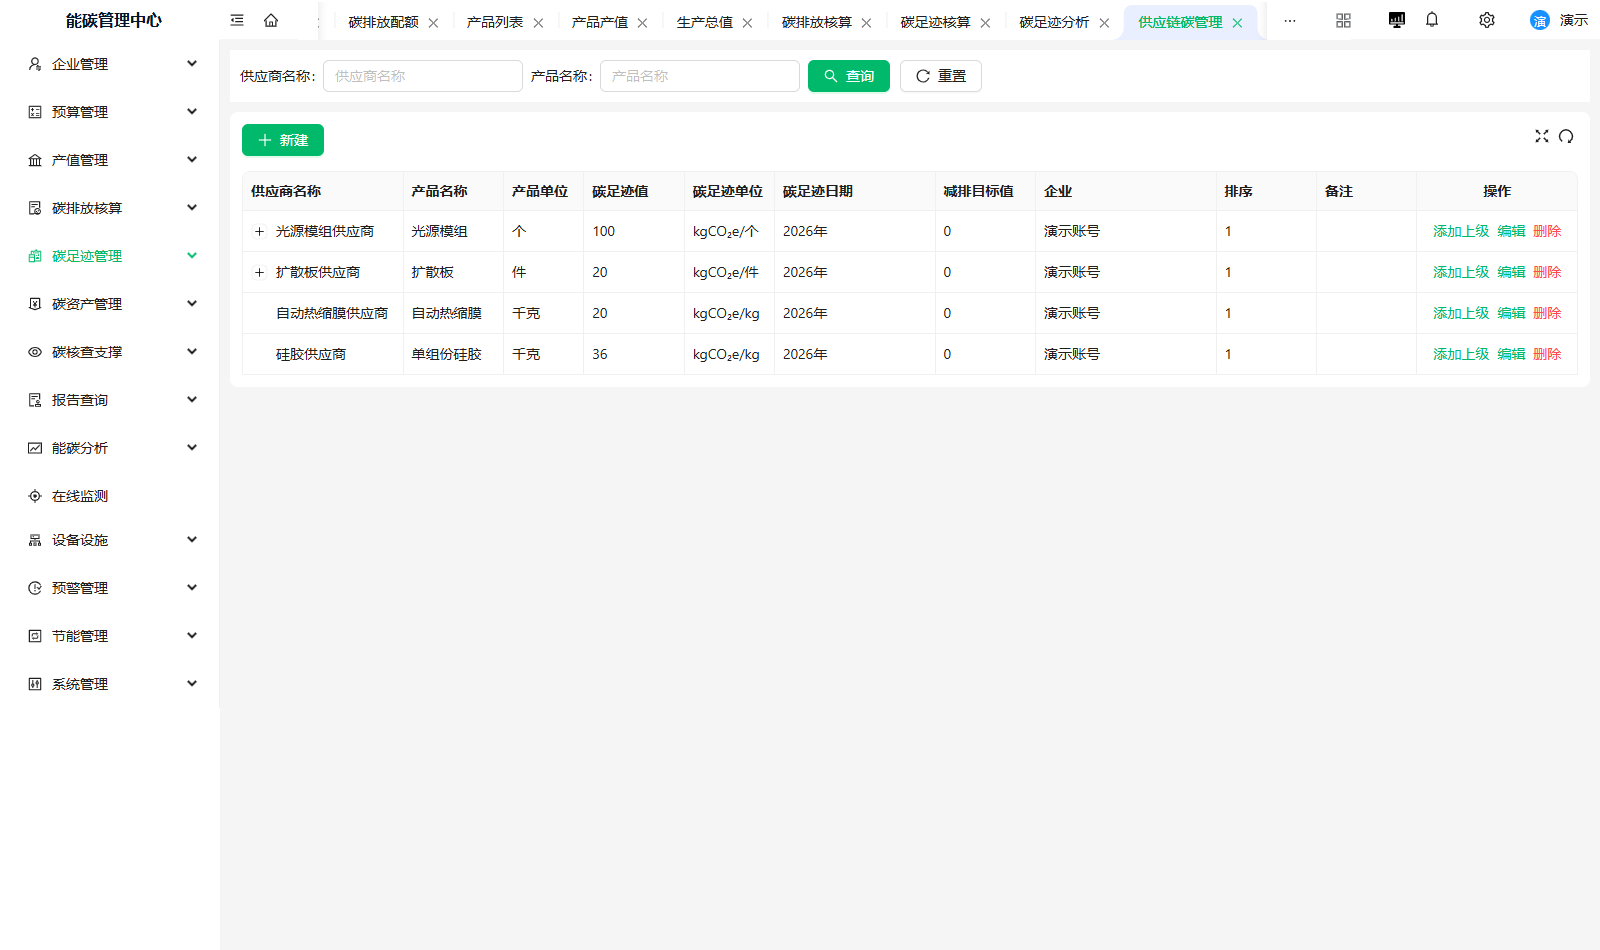 能碳管理中心
碳排放配额 产品列表 产品产值 生产总值 碳排放核算 碳足迹核算 碳足迹分析 供应链碳管理 演 演示
企业管理
预算管理
产值管理
碳排放核算
碳足迹管理
碳资产管理
碳核查支撑
报告查询
能碳分析
在线监测
设备设施
预警管理
节能管理
系统管理
供应商名称: 供应商名称 产品名称: 产品名称 查询 重置
新建
供应商名称 产品名称 产品单位 碳足迹值 碳足迹单位 碳足迹日期 减排目标值 企业 排序 备注 操作
光源模组供应商 光源模组 个 100 kgCO₂e/个 2026年 0 演示账号 1 添加上级 编辑 删除
扩散板供应商 扩散板 件 20 kgCO₂e/件 2026年 0 演示账号 1 添加上级 编辑 删除
自动热缩膜供应商 自动热缩膜 千克 20 kgCO₂e/kg 2026年 0 演示账号 1 添加上级 编辑 删除
硅胶供应商 单组份硅胶 千克 36 kgCO₂e/kg 2026年 0 演示账号 1 添加上级 编辑 删除